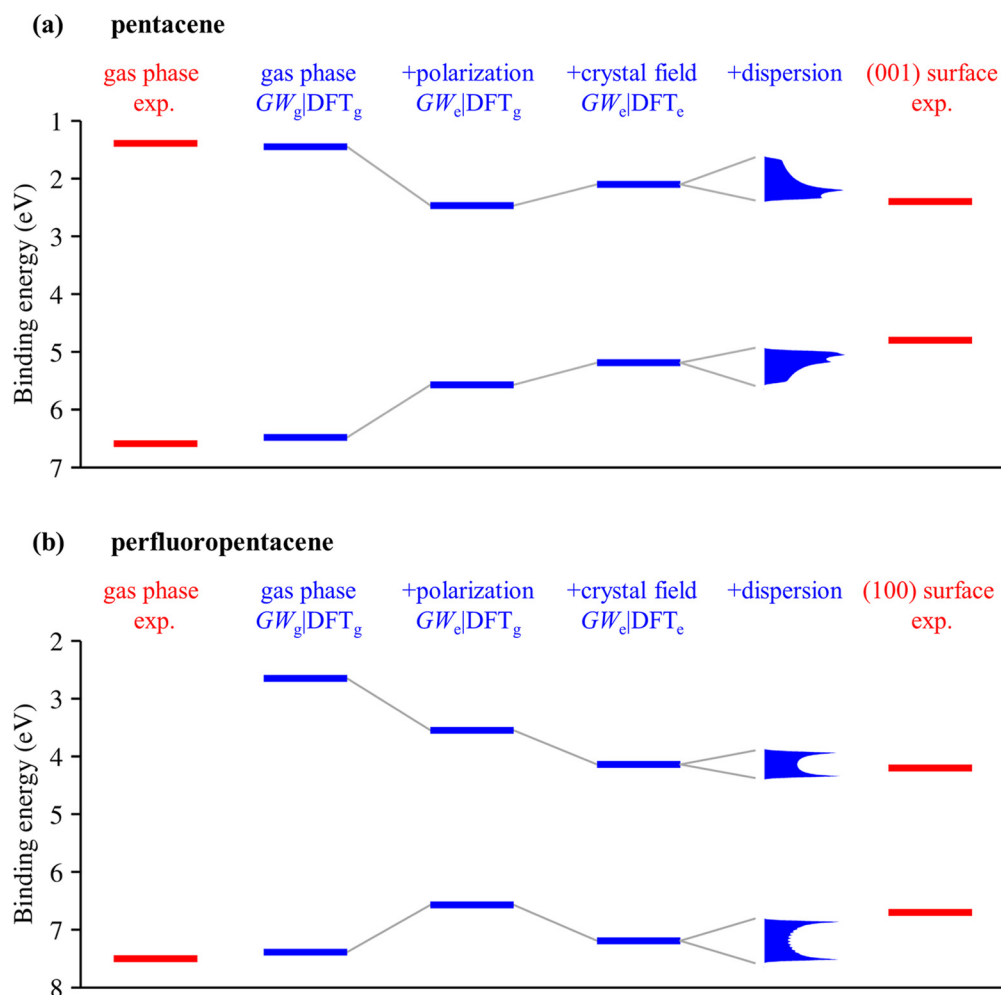 (a) pentacene
gas phase gas phase +polarization +crystal field +dispersion (001) surface
exp. GWg|DFTg GWe|DFTg GWe|DFTe exp.
Binding energy (eV)
1
2
3
4
5
6
7
(b) perfluoropentacene
gas phase gas phase +polarization +crystal field +dispersion (100) surface
exp. GWg|DFTg GWe|DFTg GWe|DFTe exp.
Binding energy (eV)
2
3
4
5
6
7
8